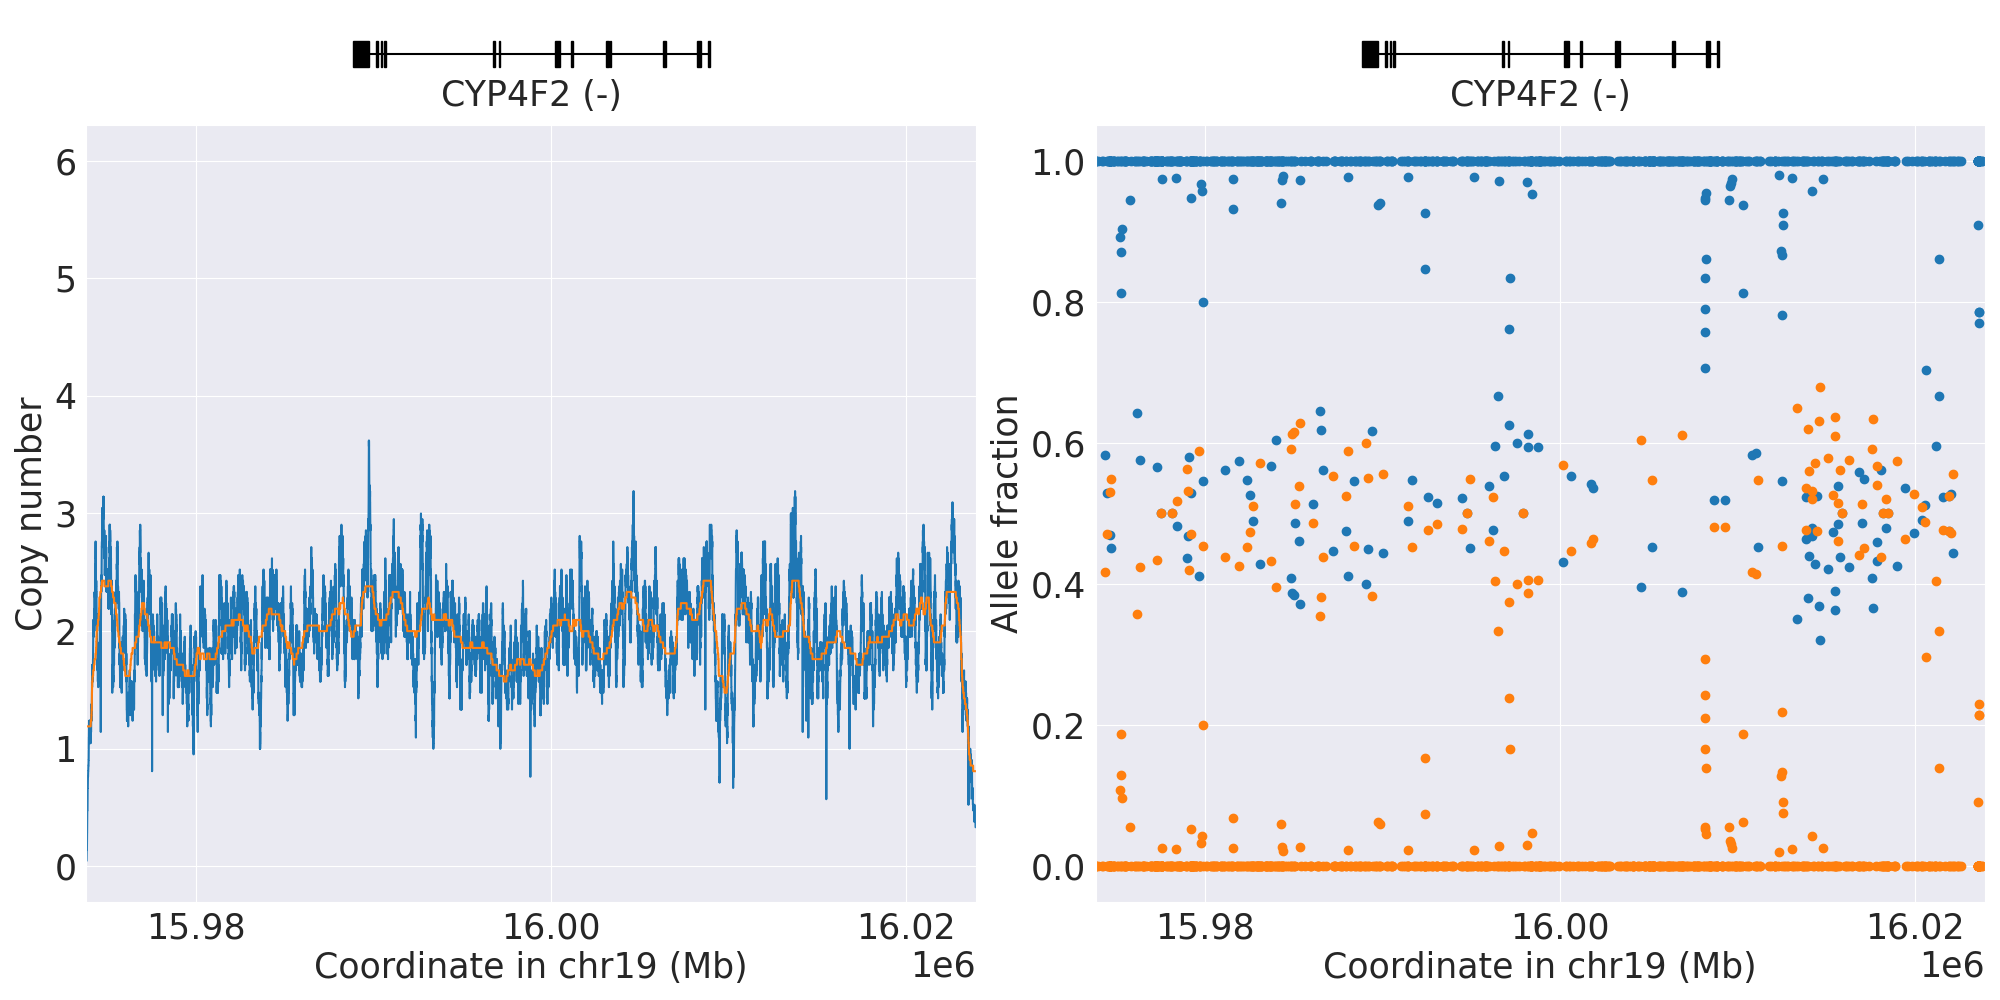 CYP4F2 (-)
6
5
4
3
2
1
0
Copy number
15.98
16.00
16.02
Coordinate in chr19 (Mb)
1e6
CYP4F2 (-)
1.0
0.8
0.6
0.4
0.2
0.0
Allele fraction
15.98
16.00
16.02
Coordinate in chr19 (Mb)
1e6